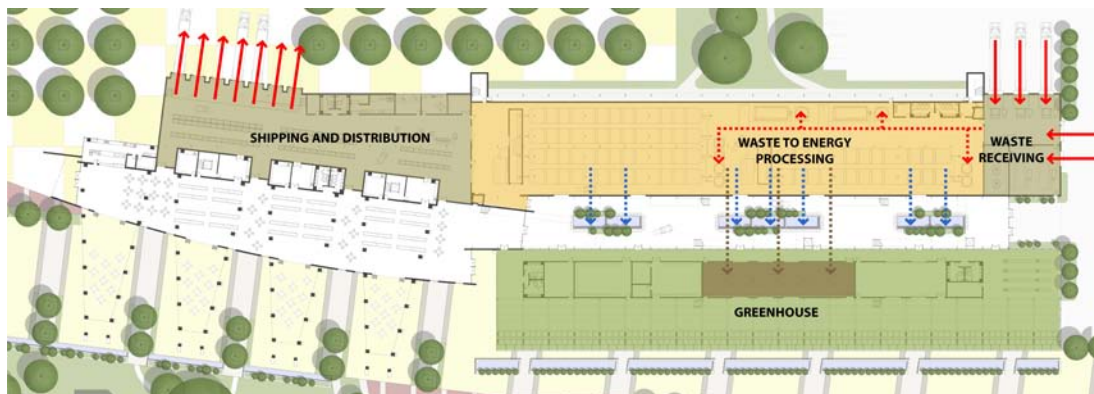 SHIPPING AND DISTRIBUTION
WASTE TO ENERGY
PROCESSING
WASTE
RECEIVING
GREENHOUSE